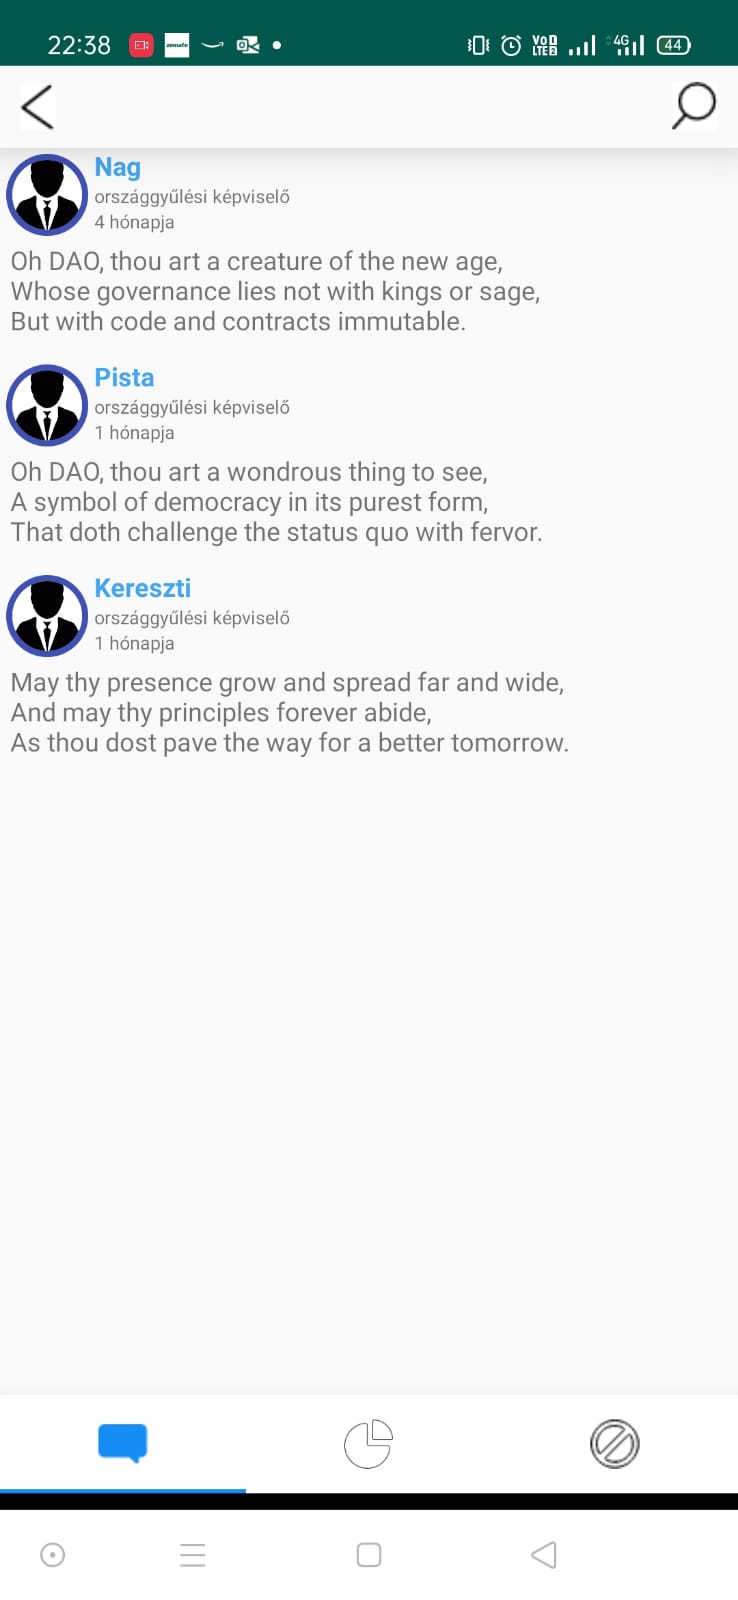 22:38
zomato
VoD
LTE2
4G
44
Nag
országgyűlési képviselő
4 hónapja
Oh DAO, thou art a creature of the new age,
Whose governance lies not with kings or sage,
But with code and contracts immutable.
Pista
országgyűlési képviselő
1 hónapja
Oh DAO, thou art a wondrous thing to see,
A symbol of democracy in its purest form,
That doth challenge the status quo with fervor.
Kereszti
országgyűlési képviselő
1 hónapja
May thy presence grow and spread far and wide,
And may thy principles forever abide,
As thou dost pave the way for a better tomorrow.